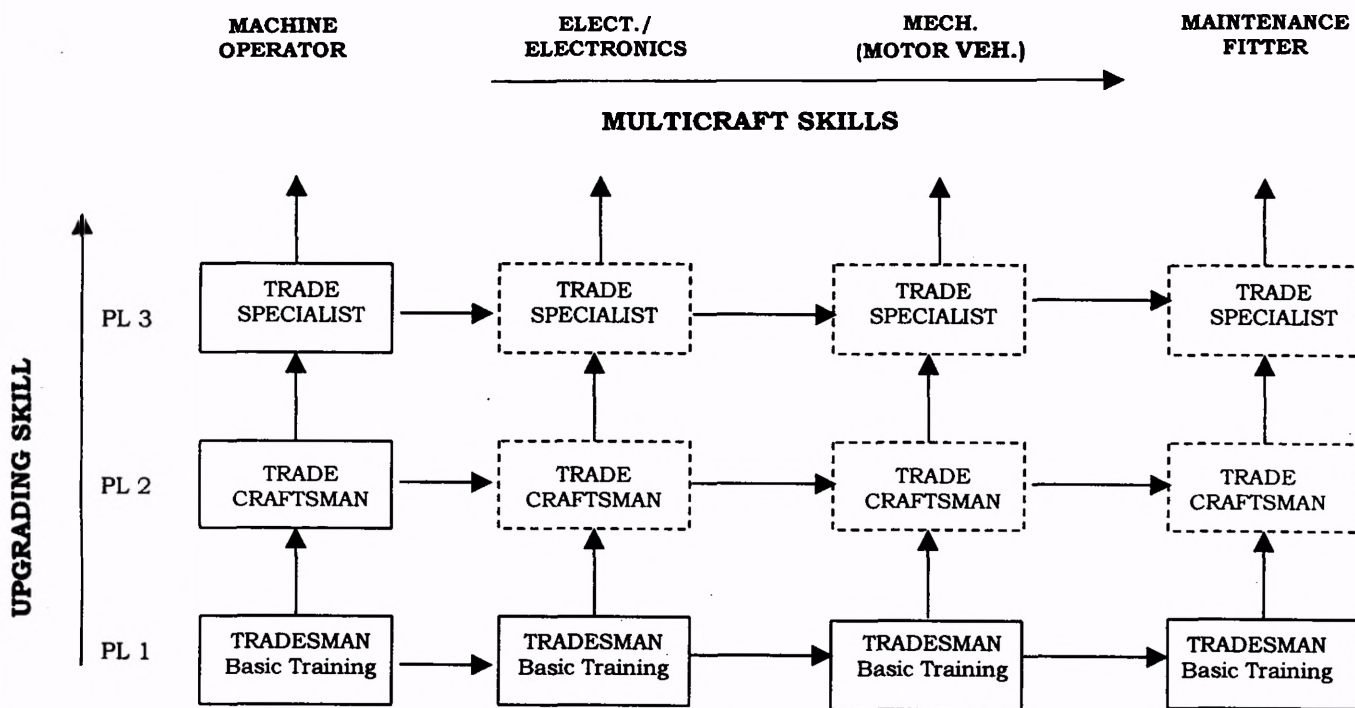 MACHINE
OPERATOR
ELECT./
ELECTRONICS
MECH.
(MOTOR VEH.)
MAINTENANCE
FITTER
MULTICRAFT SKILLS
UPGRADING SKILL
PL 3
TRADE
SPECIALIST
TRADE
SPECIALIST
TRADE
SPECIALIST
TRADE
SPECIALIST
PL 2
TRADE
CRAFTSMAN
TRADE
CRAFTSMAN
TRADE
CRAFTSMAN
TRADE
CRAFTSMAN
PL 1
TRADESMAN
Basic Training
TRADESMAN
Basic Training
TRADESMAN
Basic Training
TRADESMAN
Basic Training